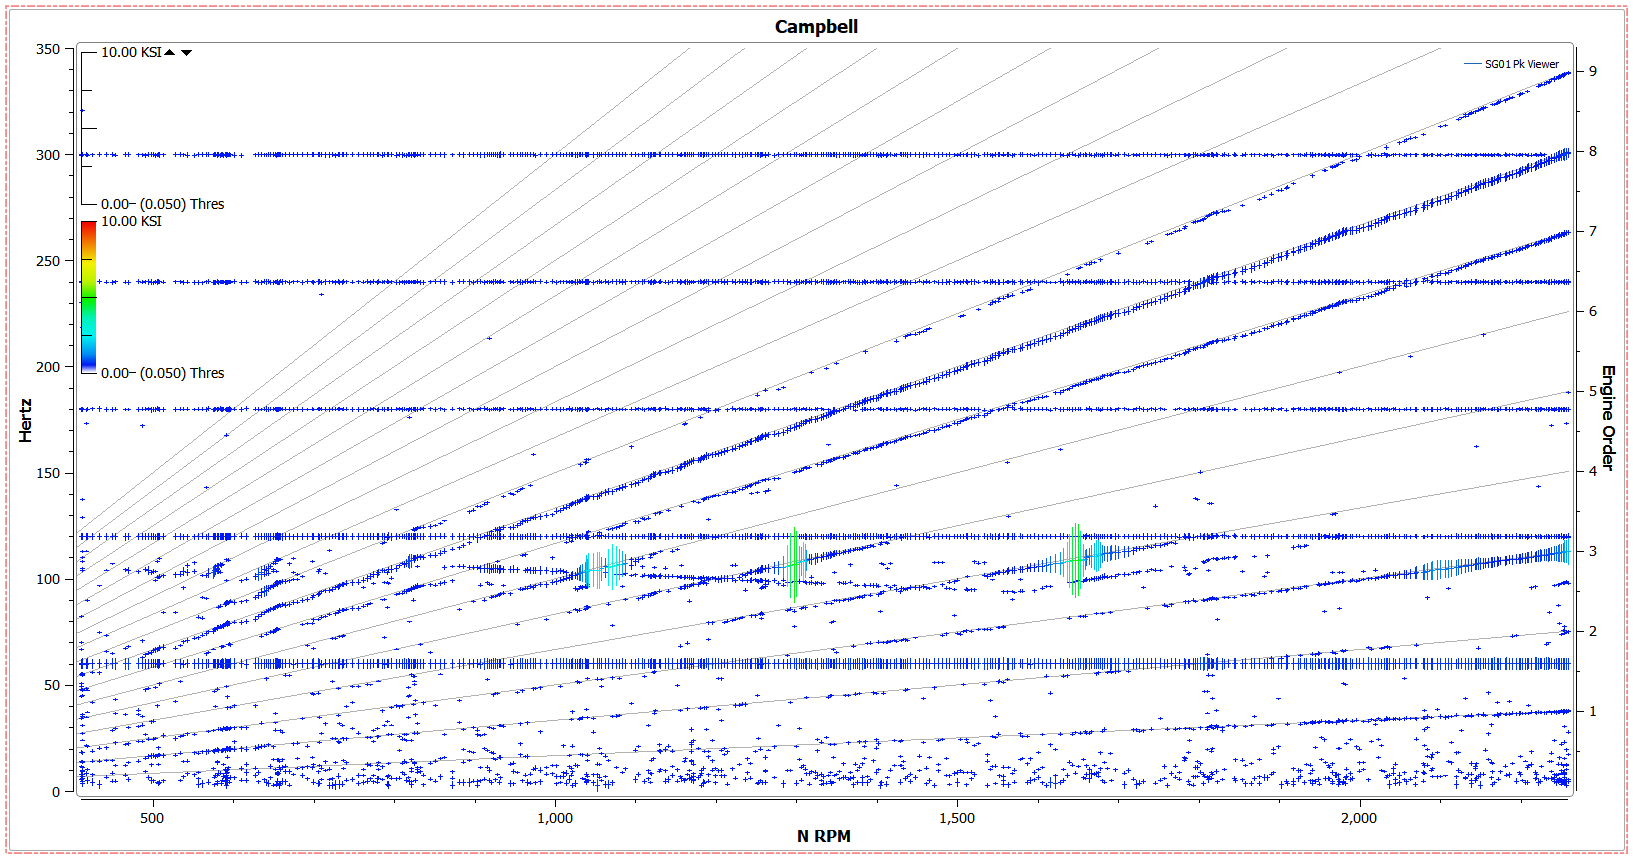 Campbell
350
10.00 KSI
SG01 Pk Viewer
9
300
8
0.00– (0.050) Thres
10.00 KSI
7
250
6
200
0.00– (0.050) Thres
5
Hertz
Engine Order
150
4
3
100
2
50
1
0
500
1,000
1,500
2,000
N RPM